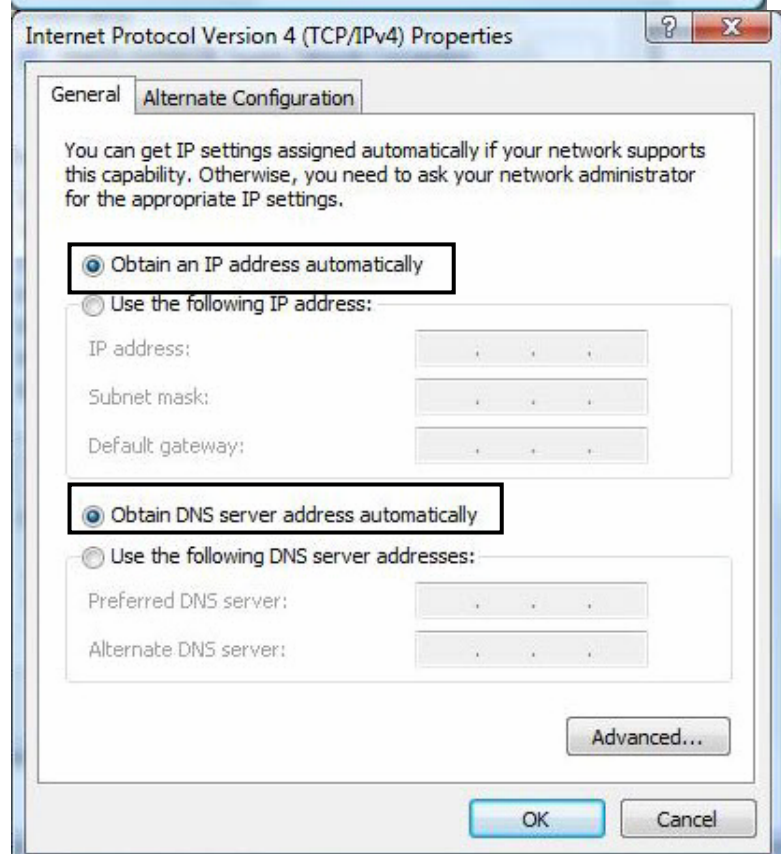 Internet Protocol Version 4 (TCP/IPv4) Properties
General
Alternate Configuration
You can get IP settings assigned automatically if your network supports
this capability. Otherwise, you need to ask your network administrator
for the appropriate IP settings.
Obtain an IP address automatically
Use the following IP address:
IP address:
Subnet mask:
Default gateway:
Obtain DNS server address automatically
Use the following DNS server addresses:
Preferred DNS server:
Alternate DNS server:
Advanced...
OK
Cancel